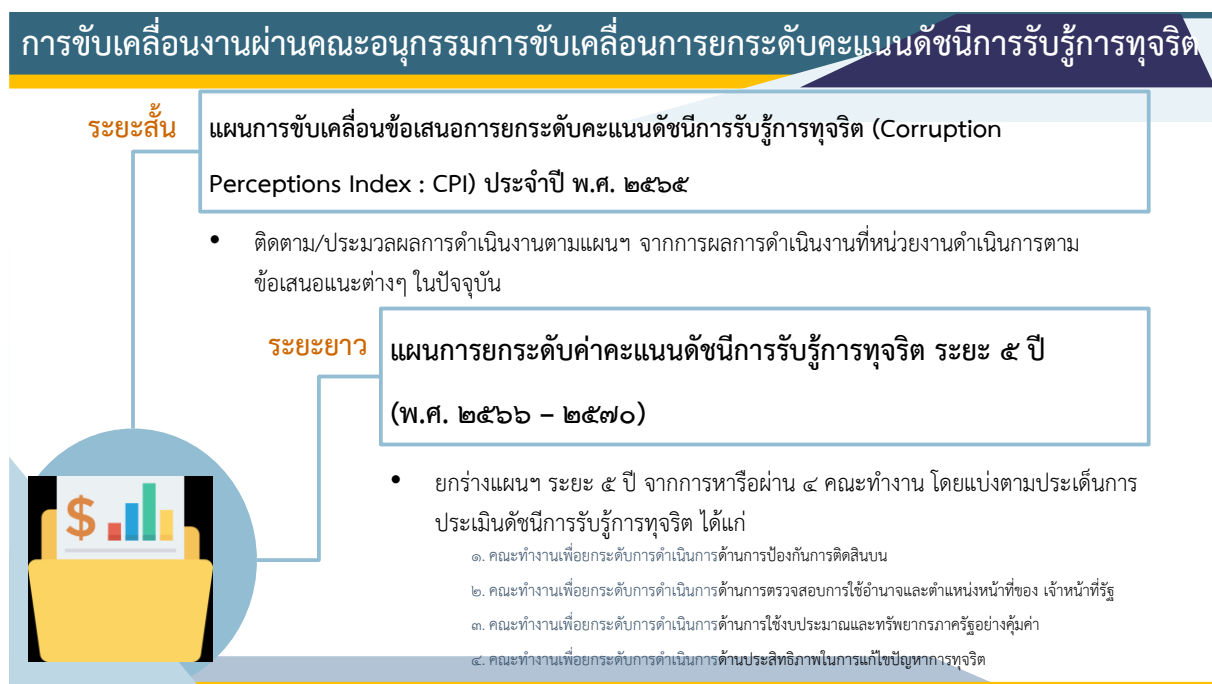 การขับเคลื่อนงานผ่านคณะอนุกรรมการขับเคลื่อนการยกระดับคะแนนดัชนีการรับรู้การทุจริต
ระยะสั้น
แผนการขับเคลื่อนข้อเสนอการยกระดับคะแนนดัชนีการรับรู้การทุจริต (Corruption
Perceptions Index : CPI) ประจำปี พ.ศ. ๒๕๖๕
• ติดตาม/ประมวลผลการดำเนินงานตามแผนฯ จากการผลการดำเนินงานที่หน่วยงานดำเนินการตาม
ข้อเสนอแนะต่างๆ ในปัจจุบัน
ระยะยาว
แผนการยกระดับค่าคะแนนดัชนีการรับรู้การทุจริต ระยะ ๕ ปี
(พ.ศ. ๒๕๖๖ – ๒๕๗๐)
• ยกร่างแผนฯ ระยะ ๕ ปี จากการหารือผ่าน ๔ คณะทำงาน โดยแบ่งตามประเด็นการ
ประเมินดัชนีการรับรู้การทุจริต ได้แก่
๑. คณะทำงานเพื่อยกระดับการดำเนินการด้านการป้องกันการติดสินบน
๒. คณะทำงานเพื่อยกระดับการดำเนินการด้านการตรวจสอบการใช้อำนาจและตำแหน่งหน้าที่ของ เจ้าหน้าที่รัฐ
๓. คณะทำงานเพื่อยกระดับการดำเนินการด้านการใช้งบประมาณและทรัพยากรภาครัฐอย่างคุ้มค่า
๔. คณะทำงานเพื่อยกระดับการดำเนินการด้านประสิทธิภาพในการแก้ไขปัญหาการทุจริต
$